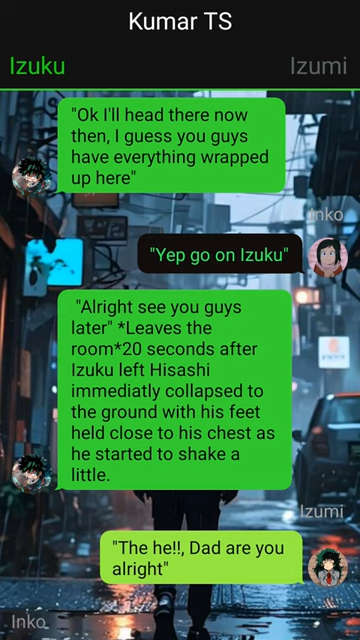 Kumar TS
Izuku
Izumi
"Ok I'll head there now
then, I guess you guys
have everything wrapped
up here"
Inko
"Yep go on Izuku"
"Alright see you guys
later" *Leaves the
room*20 seconds after
Izuku left Hisashi
immediatly collapsed to
the ground with his feet
held close to his chest as
he started to shake a
little.
Izumi
"The he!!, Dad are you
alright"
Inko